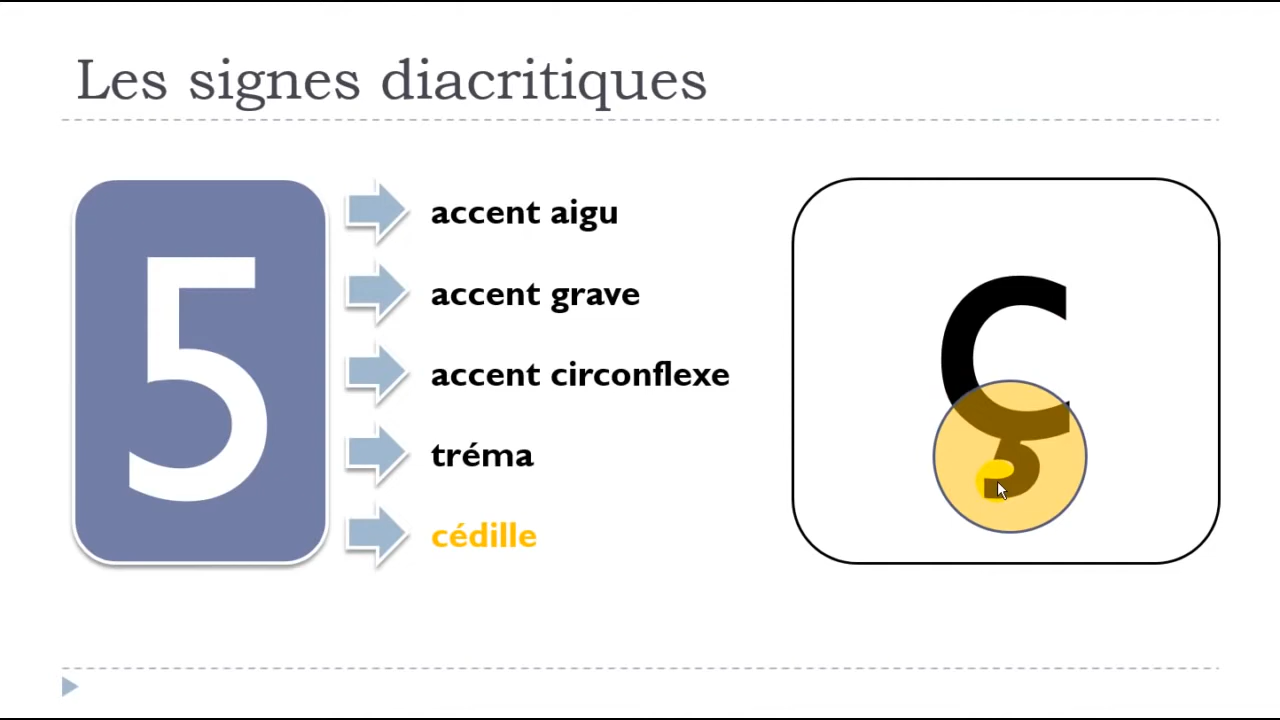 Les signes diacritiques
5
accent aigu
accent grave
accent circonflexe
tréma
cédille
Ç